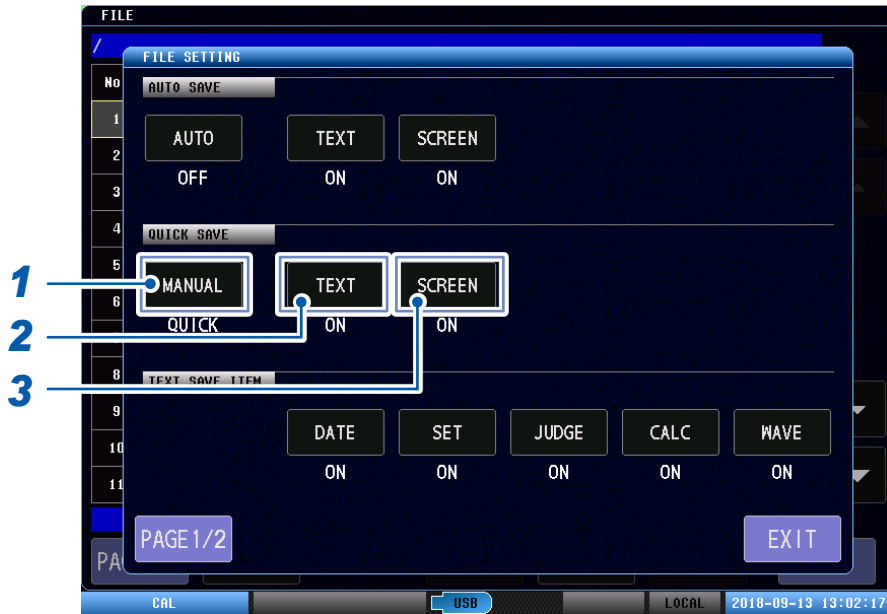 FILE
/
FILE SETTING
No
AUTO SAVE
1
AUTO TEXT SCREEN
2
OFF ON ON
3
4
QUICK SAVE
5
1 MANUAL TEXT SCREEN
6
QUICK ON ON
2
3
8
TEXT SAVE ITEM
9
DATE SET JUDGE CALC WAVE
10
ON ON ON ON ON
11
PAGE1/2 EXIT
PA
CAL USB LOCAL 2018-09-13 13:02:17